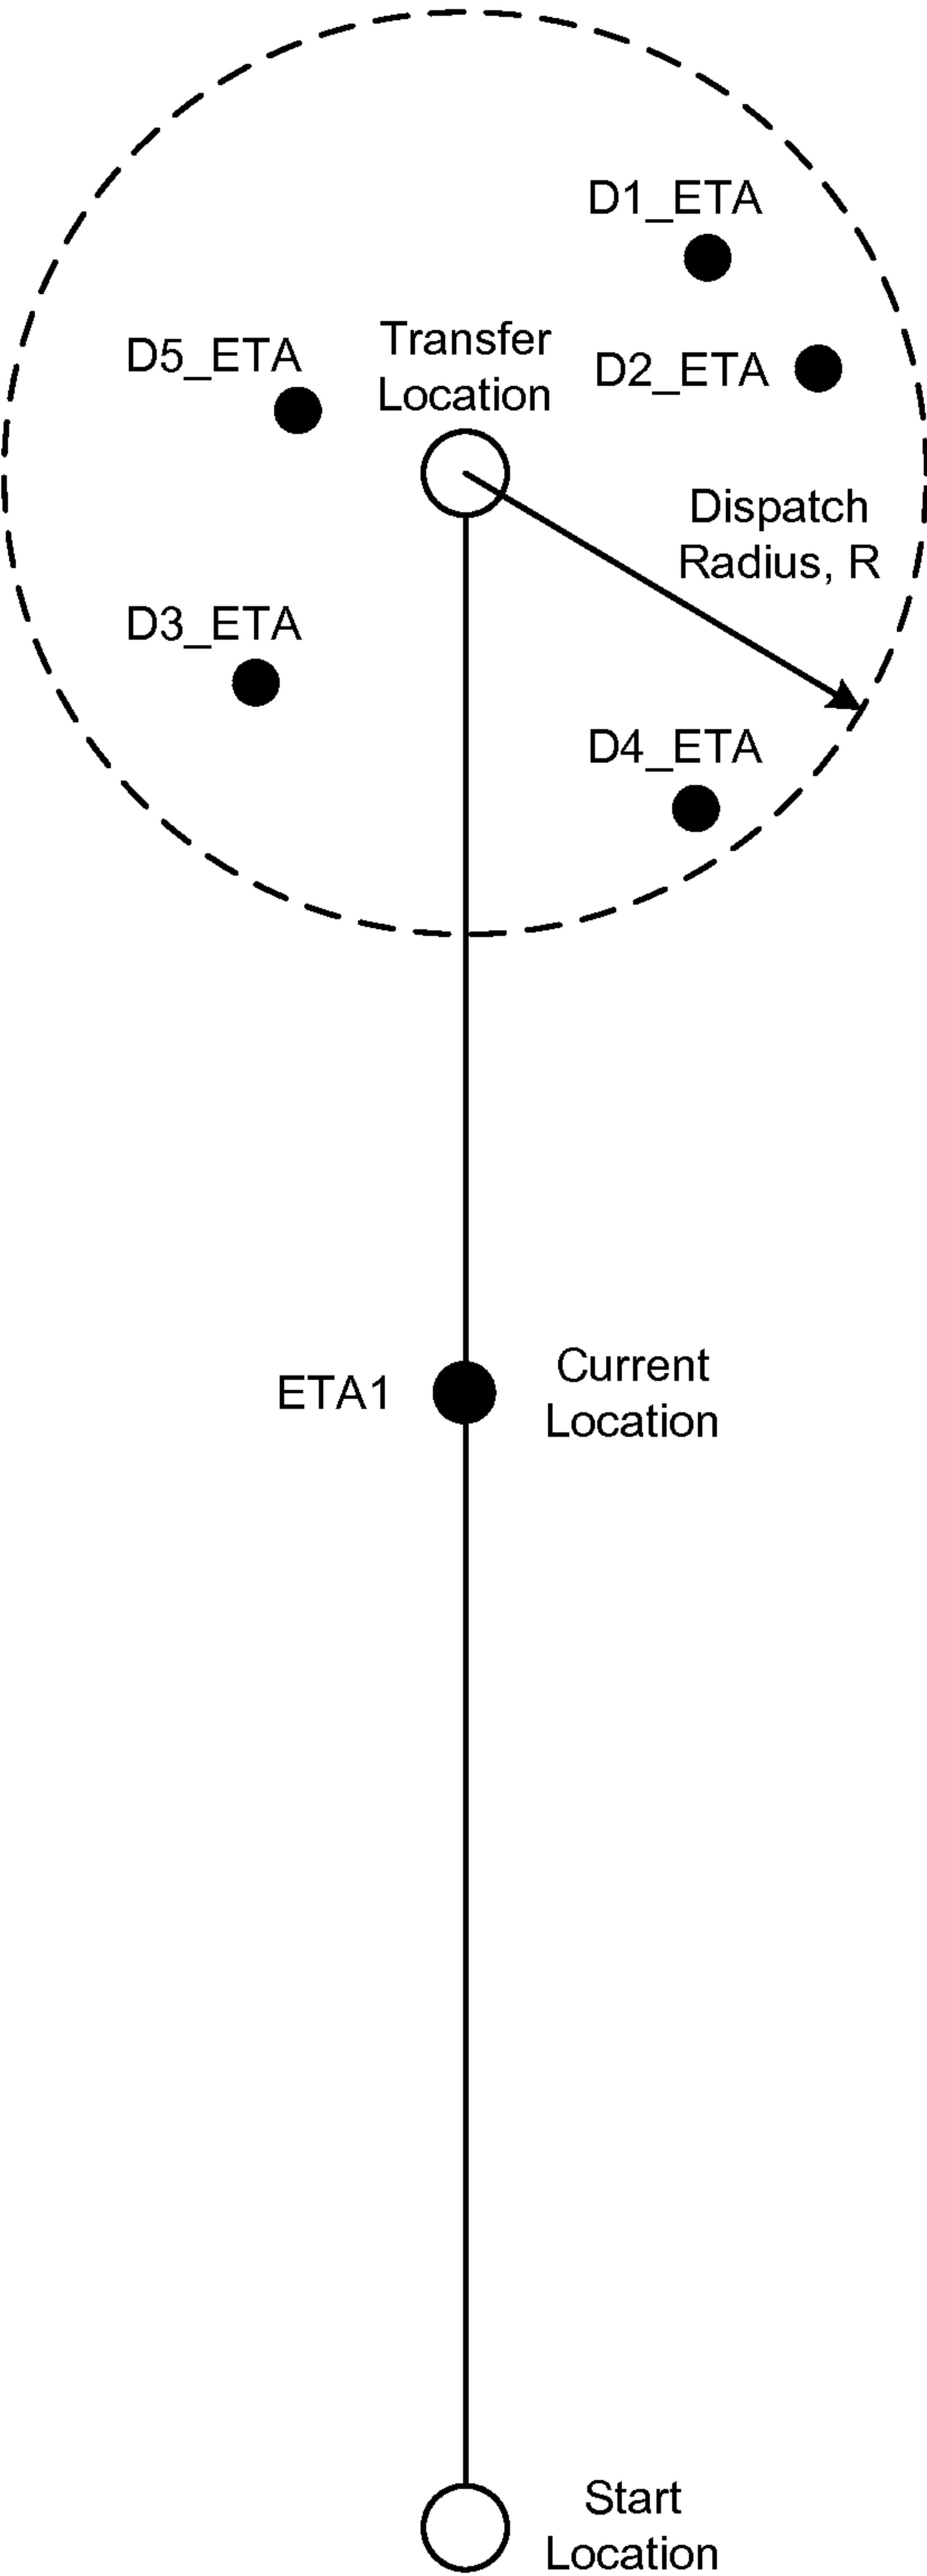 D1_ETA
Transfer
Location
D5_ETA
D2_ETA
Dispatch
Radius, R
D3_ETA
D4_ETA
ETA1
Current
Location
Start
Location